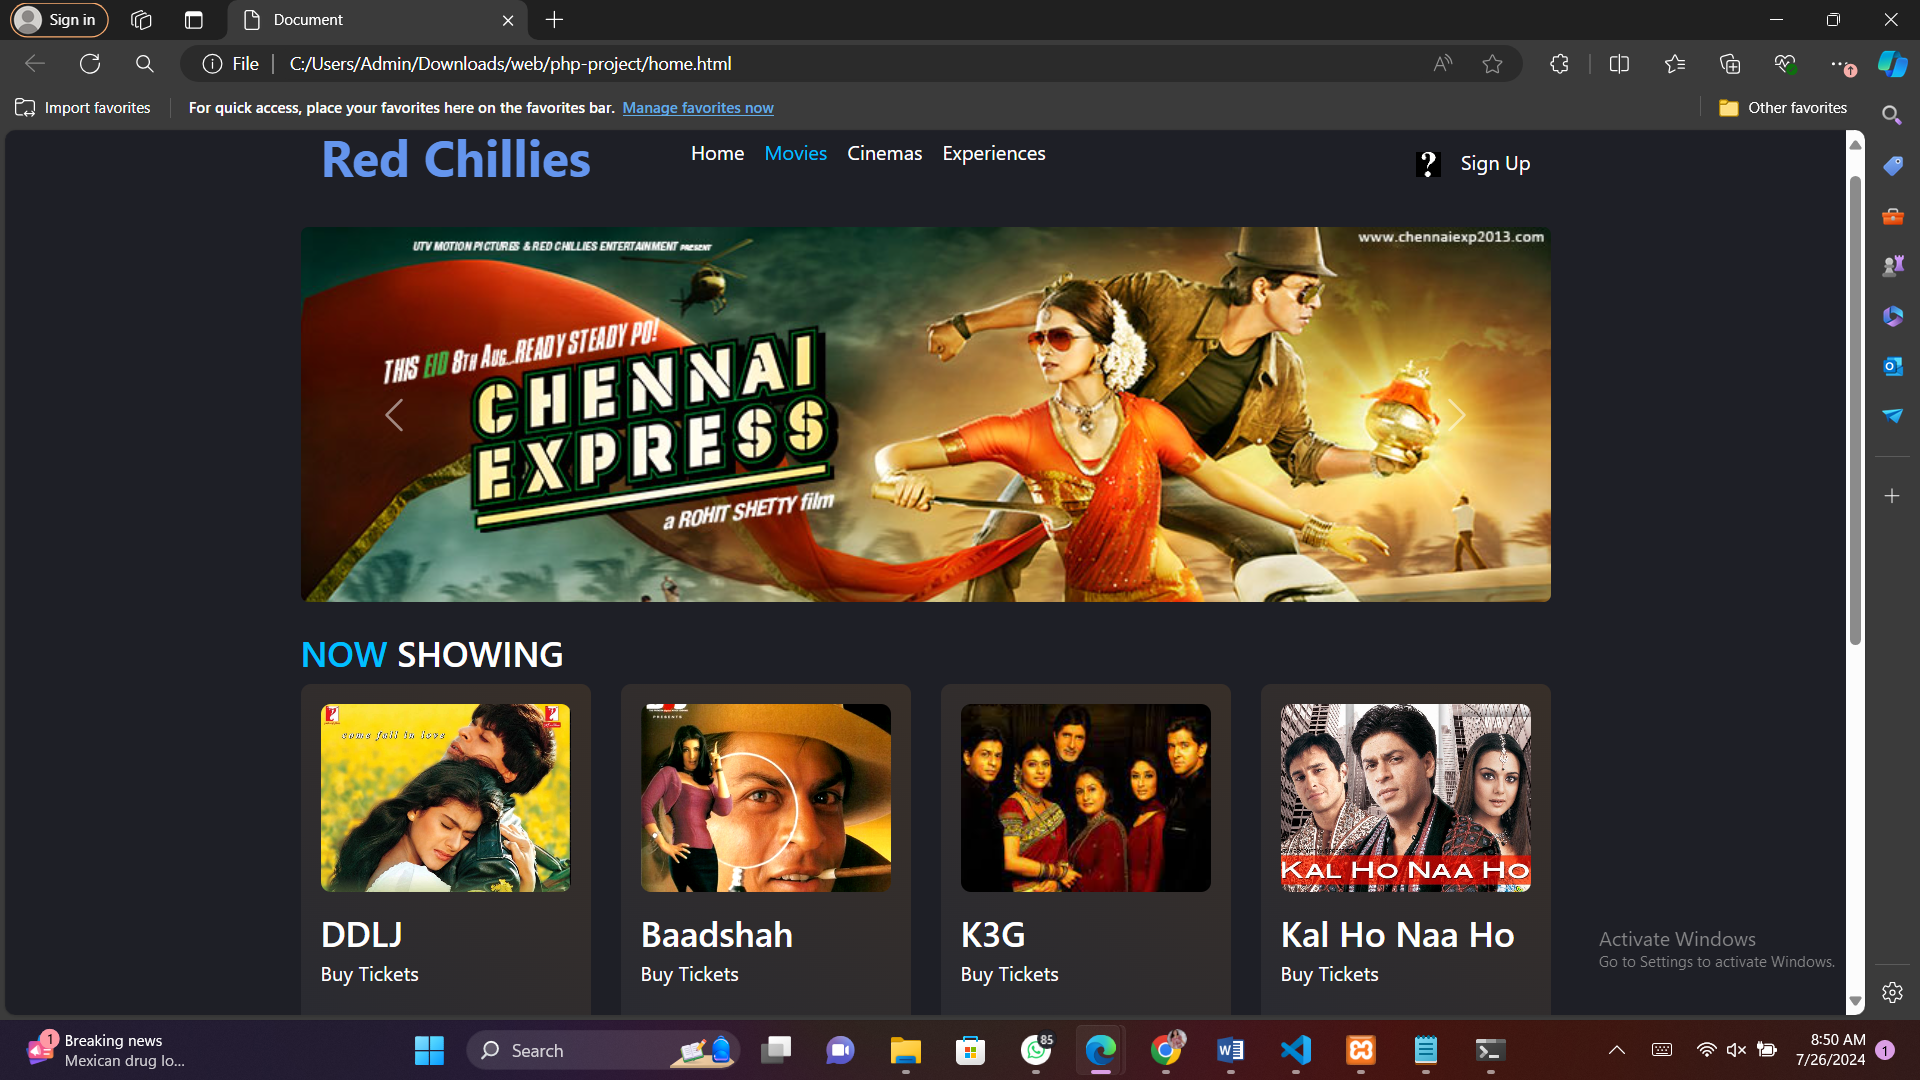 Sign in
Document
File
C:/Users/Admin/Downloads/web/php-project/home.html
Import favorites
For quick access, place your favorites here on the favorites bar. Manage favorites now
Other favorites
Red Chillies
Home
Movies
Cinemas
Experiences
?
Sign Up
UTV MOTION PICTURES & RED CHILLIES ENTERTAINMENT PRESENT
www.chennaiexp2013.com
THIS EID 8TH AUG...READY STEADY PO!
CHENNAI
EXPRESS
a ROHIT SHETTY film
NOW SHOWING
come fall in love
PRESENTS
KAL HO NAA HO
DDLJ
Baadshah
K3G
Kal Ho Naa Ho
Buy Tickets
Buy Tickets
Buy Tickets
Buy Tickets
Activate Windows
Go to Settings to activate Windows.
1
Breaking news
Mexican drug lo...
Search
85
8:50 AM
7/26/2024
1